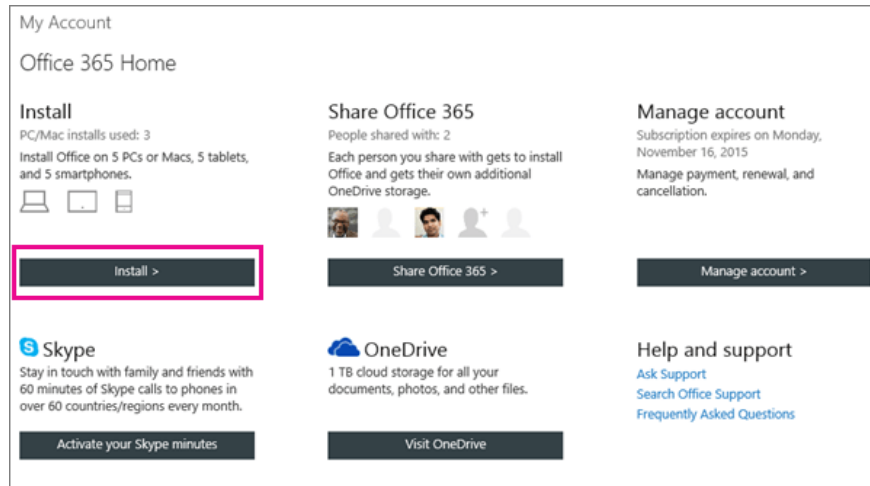 My Account
Office 365 Home
Install
PC/Mac installs used: 3
Install Office on 5 PCs or Macs, 5 tablets,
and 5 smartphones.
Install >
Share Office 365
People shared with: 2
Each person you share with gets to install
Office and gets their own additional
OneDrive storage.
Share Office 365 >
Manage account
Subscription expires on Monday,
November 16, 2015
Manage payment, renewal, and
cancellation.
Manage account >
Skype
Stay in touch with family and friends with
60 minutes of Skype calls to phones in
over 60 countries/regions every month.
Activate your Skype minutes
OneDrive
1 TB cloud storage for all your
documents, photos, and other files.
Visit OneDrive
Help and support
Ask Support
Search Office Support
Frequently Asked Questions